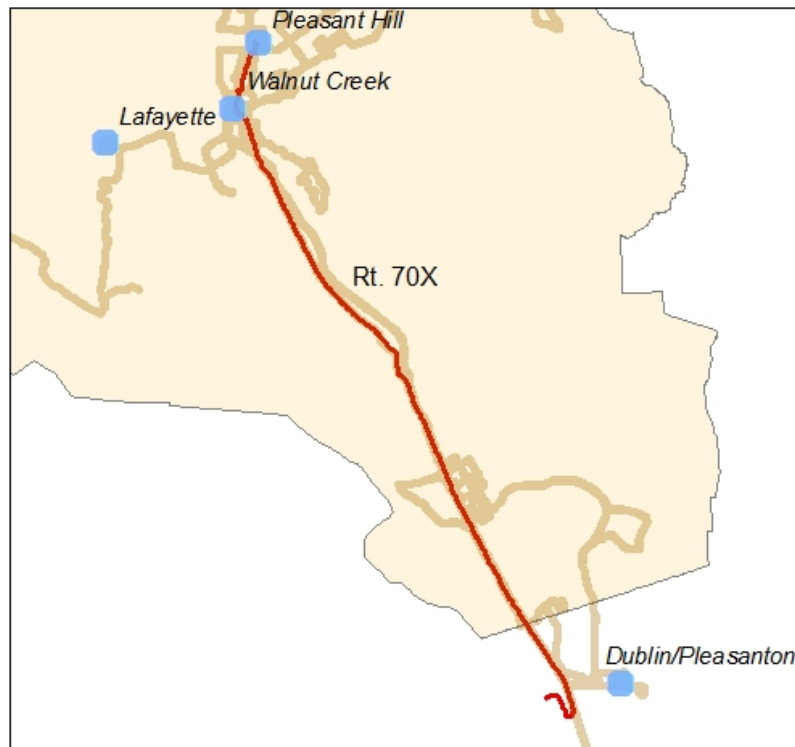 Pleasant Hill
Walnut Creek
Lafayette
Rt. 70X
Dublin/Pleasanton